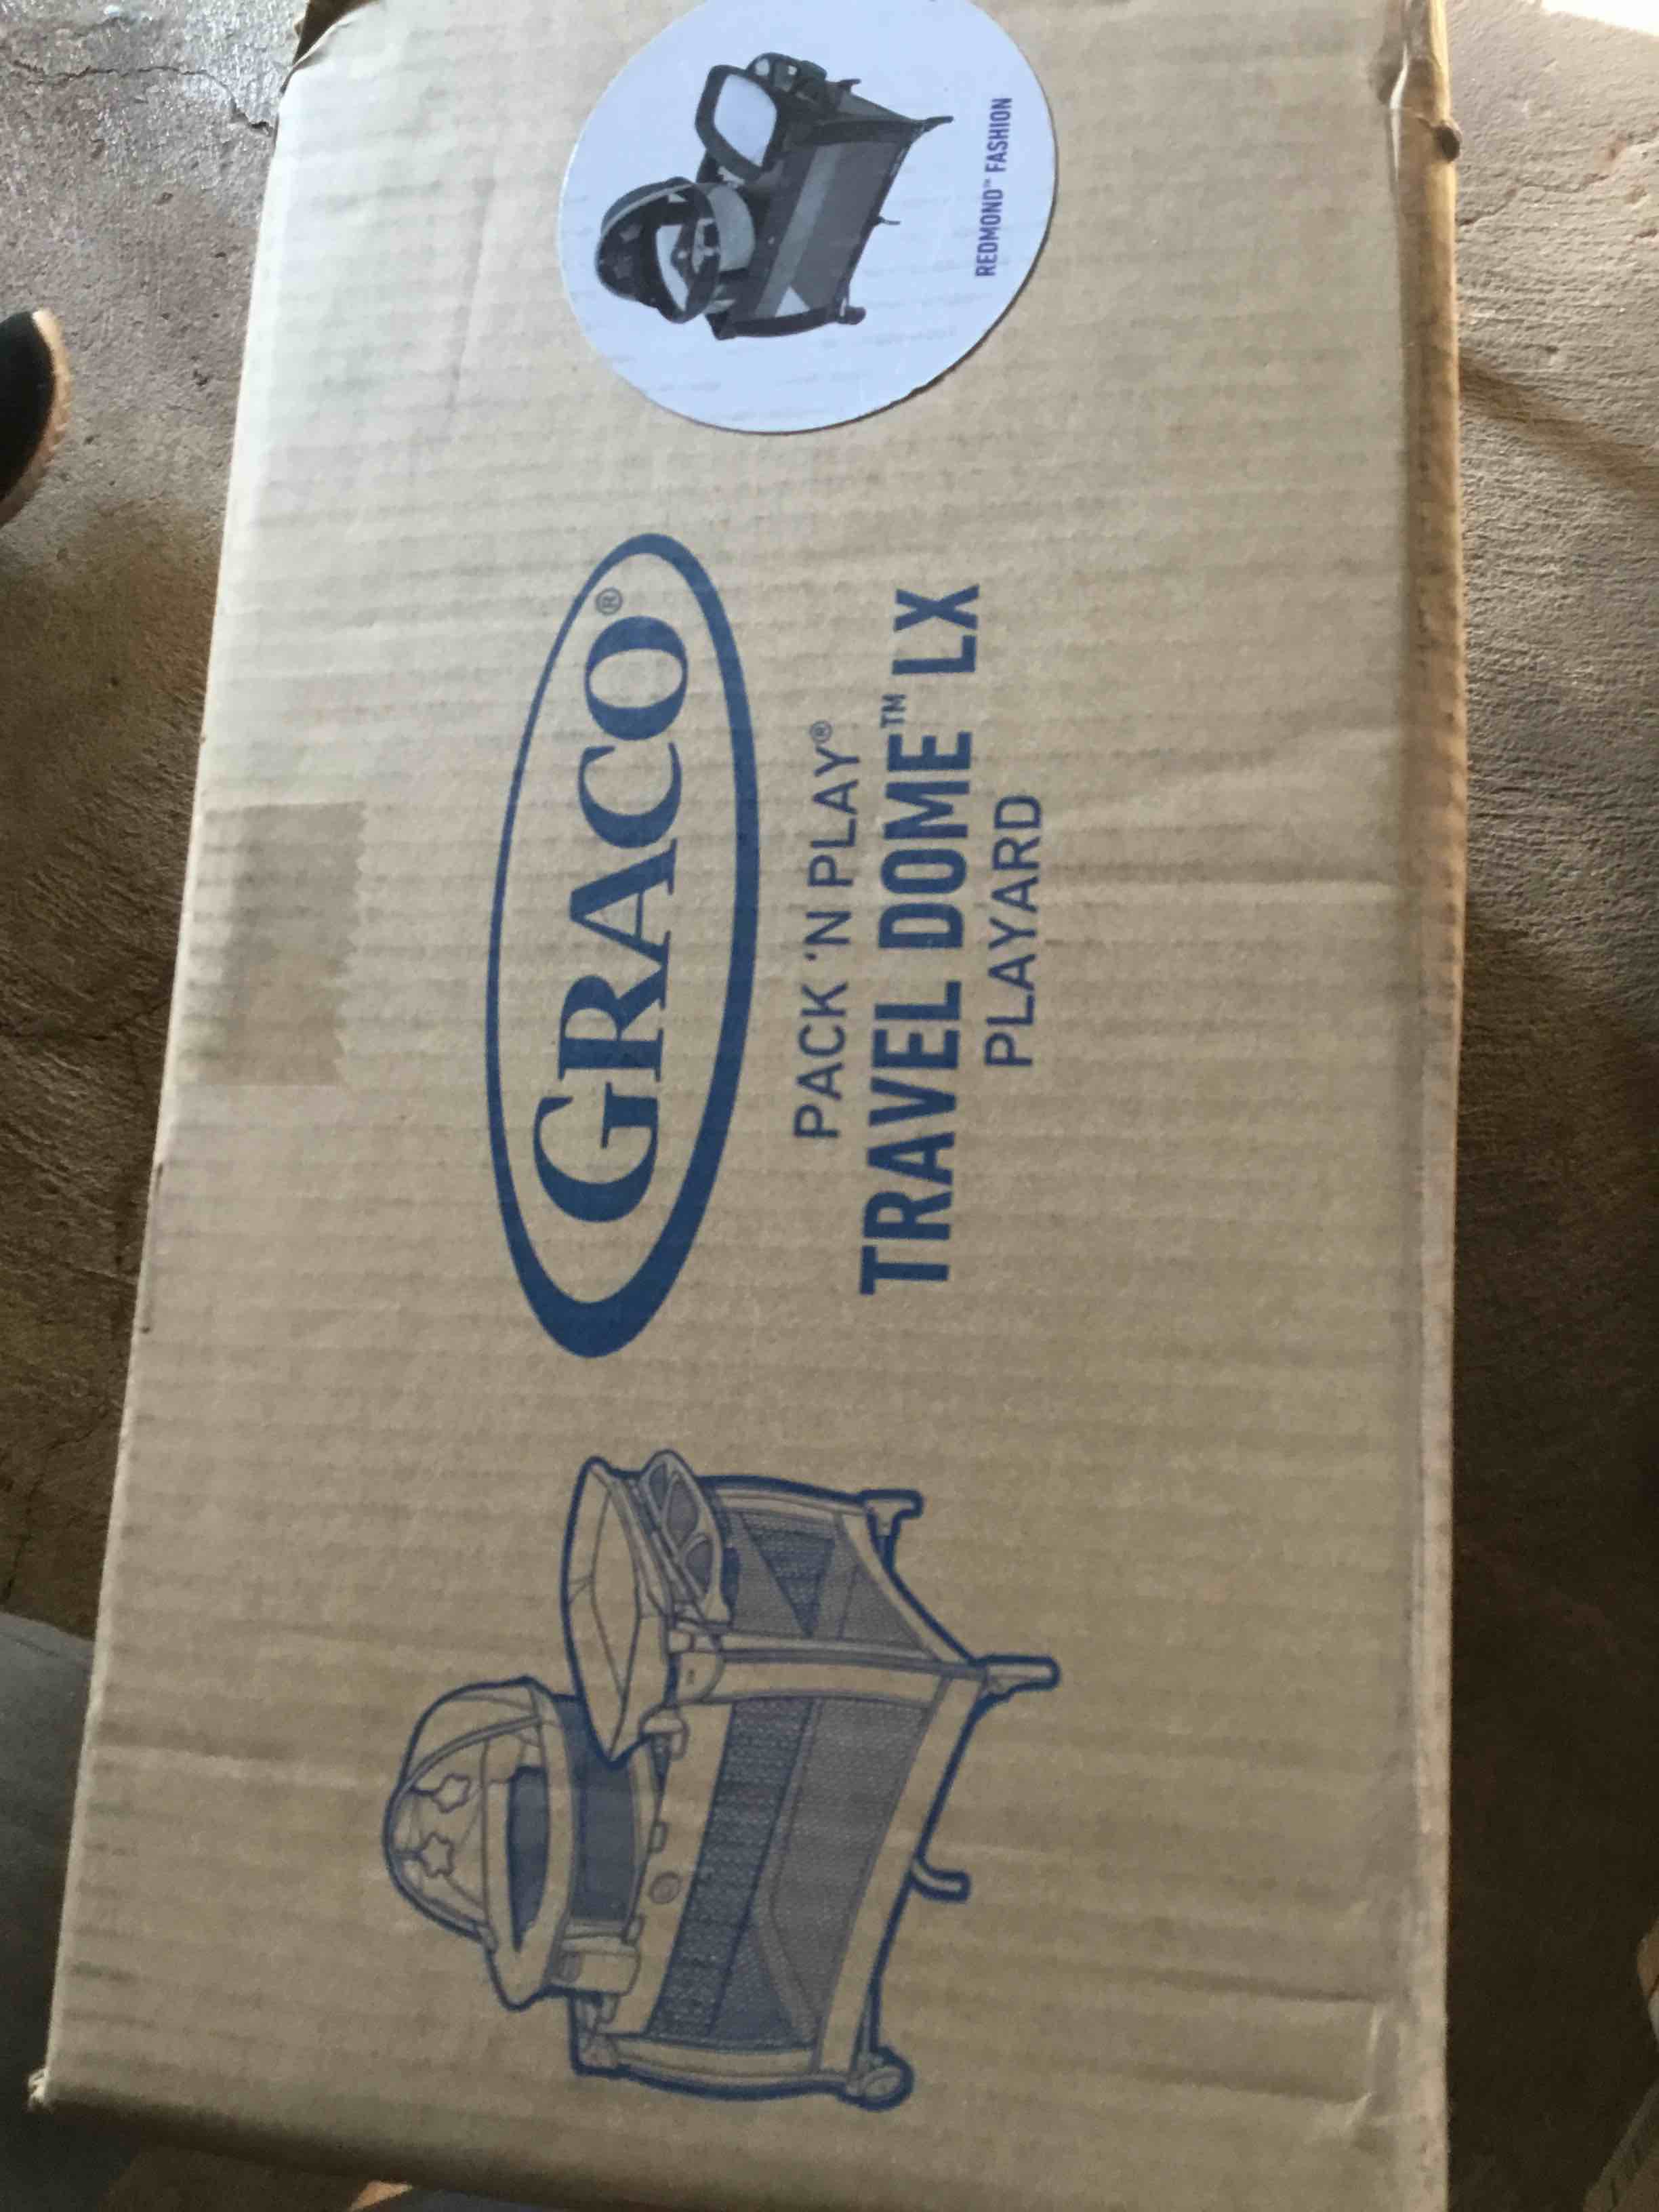 GRACO®
PACK 'N PLAY®
TRAVEL DOME™ LX
PLAYARD
REDMOND™ FASHION